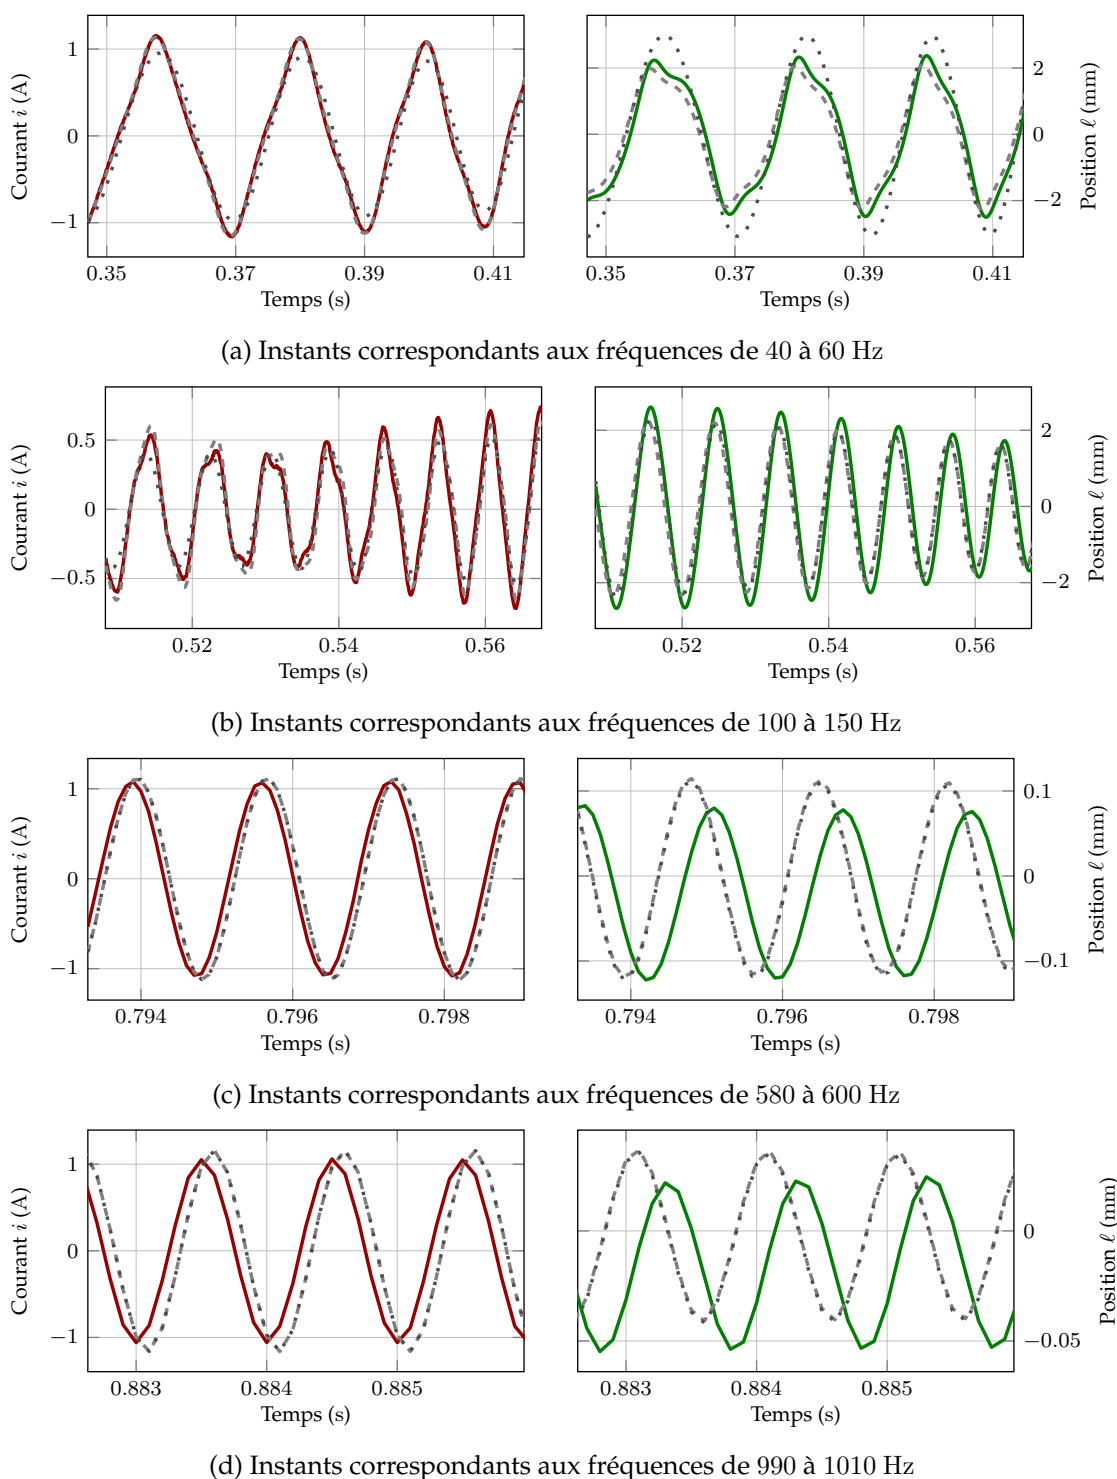 1
0
−1
Courant i (A)
0.35
0.37
0.39
0.41
Temps (s)
2
0
−2
Position ℓ (mm)
0.35
0.37
0.39
0.41
Temps (s)
(a) Instants correspondants aux fréquences de 40 à 60 Hz
0.5
0
−0.5
Courant i (A)
0.52
0.54
0.56
Temps (s)
2
0
−2
Position ℓ (mm)
0.52
0.54
0.56
Temps (s)
(b) Instants correspondants aux fréquences de 100 à 150 Hz
1
0
−1
Courant i (A)
0.794
0.796
0.798
Temps (s)
0.1
0
−0.1
Position ℓ (mm)
0.794
0.796
0.798
Temps (s)
(c) Instants correspondants aux fréquences de 580 à 600 Hz
1
0
−1
Courant i (A)
0.883
0.884
0.885
Temps (s)
0
−0.05
Position ℓ (mm)
0.883
0.884
0.885
Temps (s)
(d) Instants correspondants aux fréquences de 990 à 1010 Hz